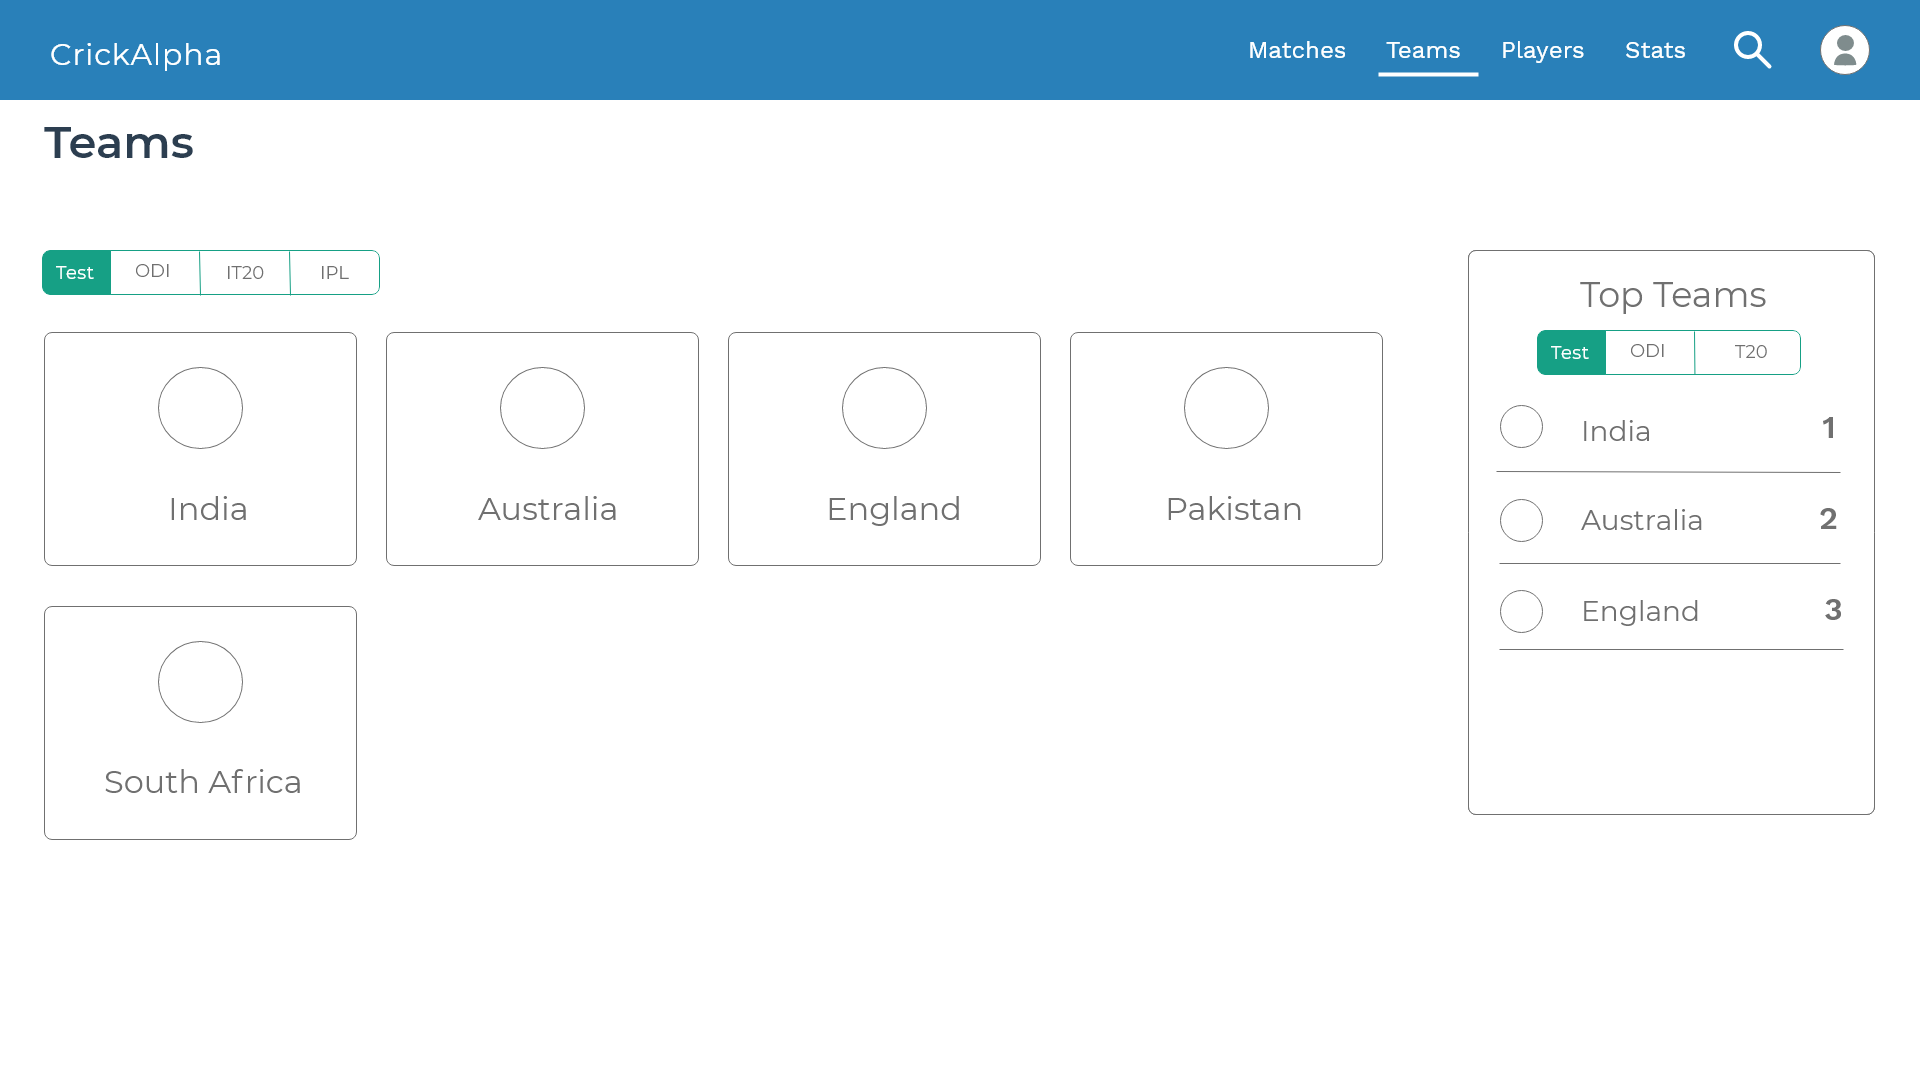 CrickAlpha
Matches Teams Players Stats
Teams
Test ODI IT20 IPL
India
Australia
England
Pakistan
South Africa
Top Teams
Test ODI T20
India 1
Australia 2
England 3